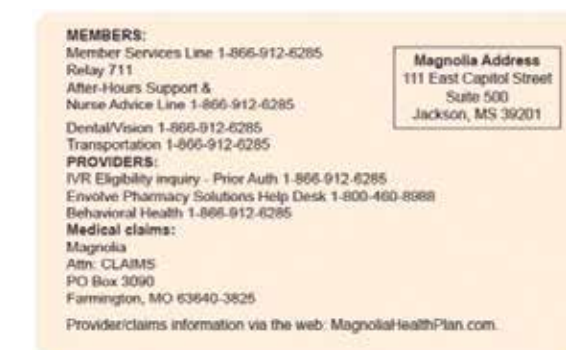 MEMBERS:
Member Services Line 1-866-912-6285
Relay 711
After-Hours Support &
Nurse Advice Line 1-866-912-6285
Dental/Vision 1-866-912-6285
Transportation 1-866-912-6285
PROVIDERS:
IVR Eligibility inquiry - Prior Auth 1-866-912-6285
Envolve Pharmacy Solutions Help Desk 1-800-460-8988
Behavioral Health 1-866-912-6285
Medical claims:
Magnolia
Attn: CLAIMS
PO Box 3090
Farmington, MO 63640-3825
Provider/claims information via the web: MagnoliaHealthPlan.com.
Magnolia Address
111 East Capitol Street
Suite 500
Jackson, MS 39201